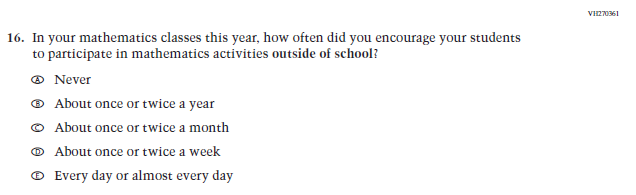 VH270361
16. In your mathematics classes this year, how often did you encourage your students
to participate in mathematics activities outside of school?
A Never
B About once or twice a year
C About once or twice a month
D About once or twice a week
E Every day or almost every day